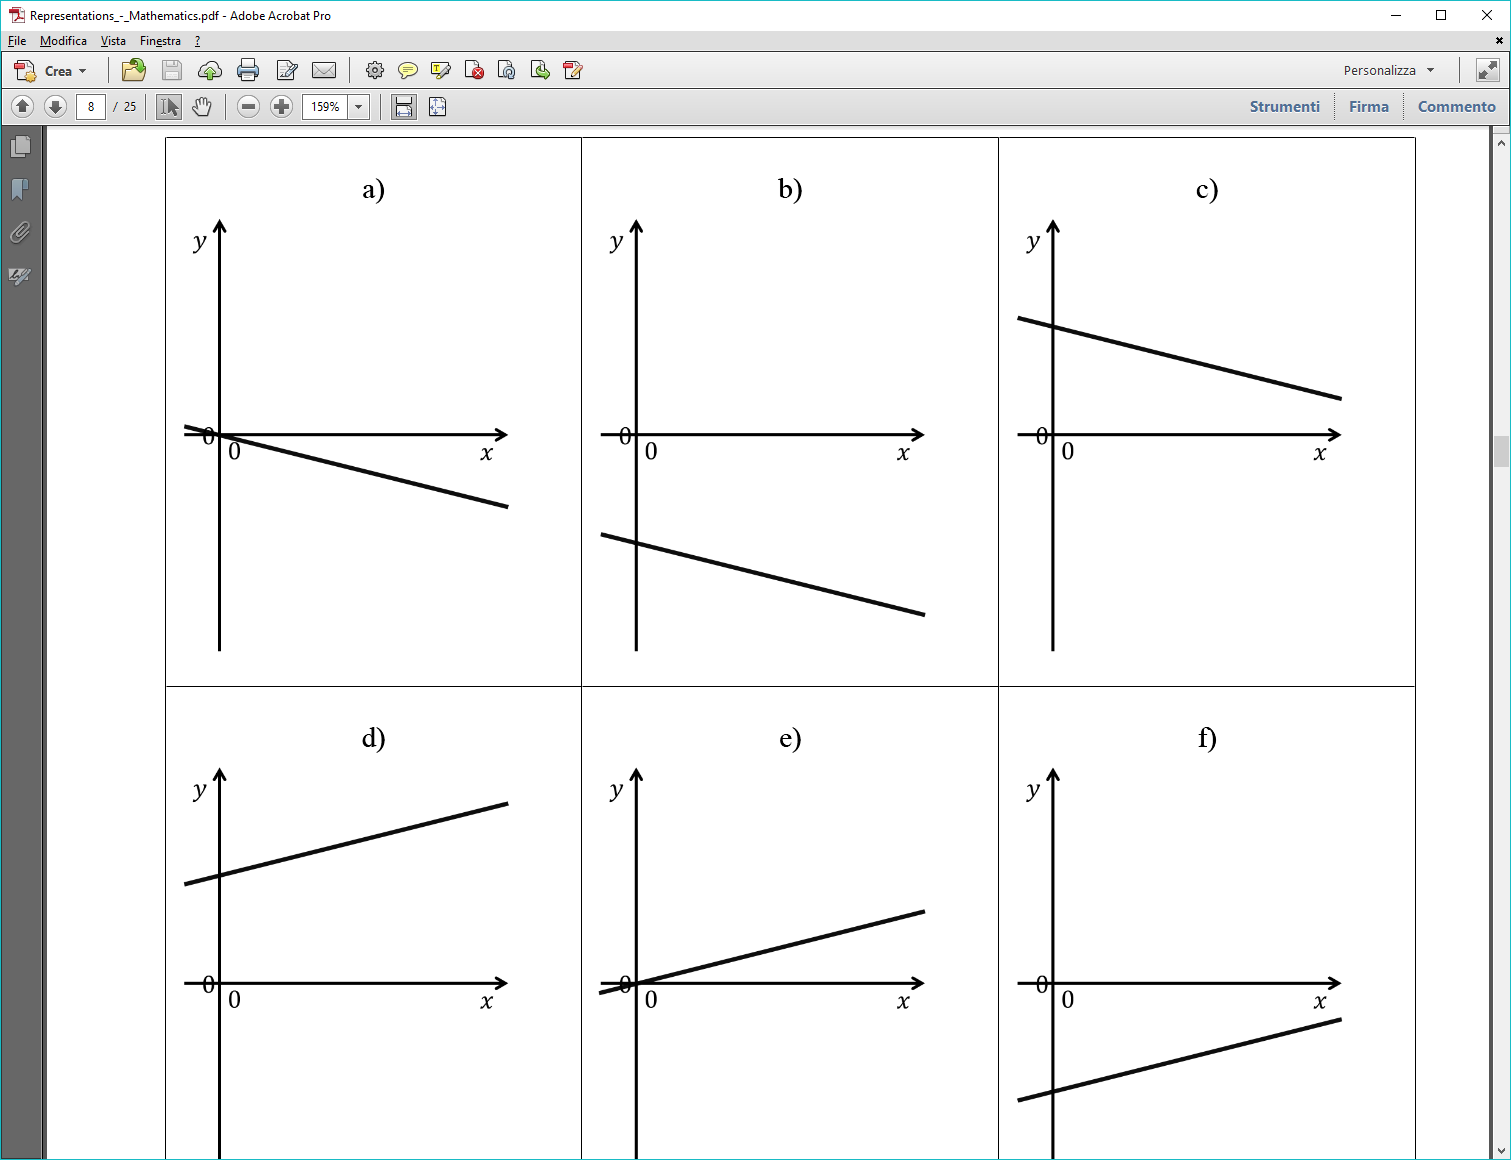 Representations_-_Mathematics.pdf - Adobe Acrobat Pro
File Modifica Vista Finestra ?
Crea Personalizza
8 / 25 159% Strumenti Firma Commento
a) b) c)
y y y
0 0 0
0 x 0 x 0 x
d) e) f)
y y y
0 0 0
0 x 0 x 0 x